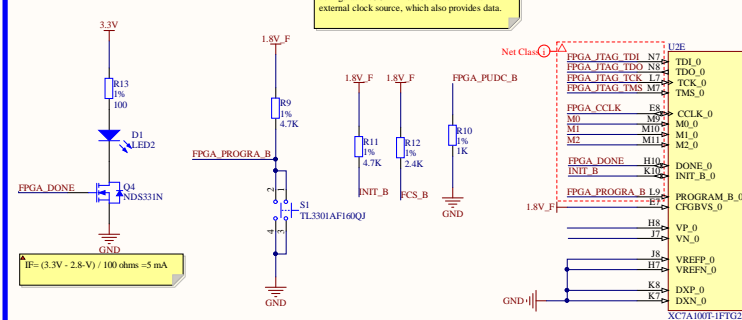 external clock source, which also provides data.
3.3V
R13
1%
100
D1
LED2
FPGA_DONE
Q4
NDS331N
GND
IF= (3.3V - 2.8-V) / 100 ohms =5 mA
1.8V_F
R9
1%
4.7K
FPGA_PROGRA_B
2
1
S1
TL3301AF160QJ
4
3
GND
1.8V_F
R11
1%
4.7K
INIT_B
1.8V_F
R12
1%
2.4K
FCS_B
FPGA_PUDC_B
R10
1%
1K
GND
Net Class
i
U2E
FPGA_JTAG_TDI N7 TDI_0
FPGA_JTAG_TDO N8 TDO_0
FPGA_JTAG_TCK L7 TCK_0
FPGA_JTAG_TMS M7 TMS_0
FPGA_CCLK E8 CCLK_0
M0 M9 M0_0
M1 M10 M1_0
M2 M11 M2_0
FPGA_DONE H10 DONE_0
INIT_B K10 INIT_B_0
FPGA_PROGRA_B L9 PROGRAM_B_0
1.8V_F E7 CFGBVS_0
H8 VP_0
J7 VN_0
J8 VREFP_0
H7 VREFN_0
K8 DXP_0
GND K7 DXN_0
XC7A100T-1FTG2